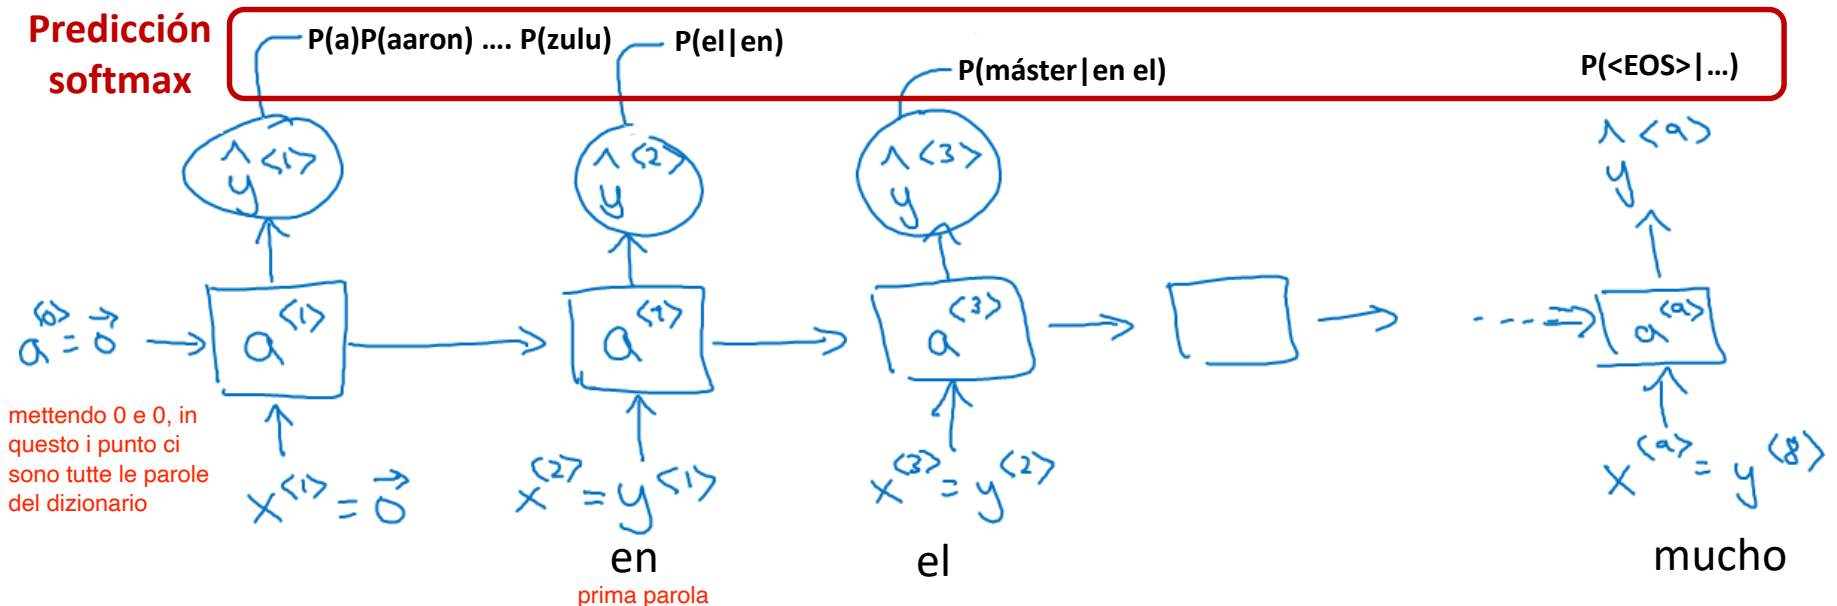 Predicción
softmax
P(a)P(aaron) .... P(zulu)
P(el|en)
P(máster|en el)
P(<EOS>|...)
ŷ<1>
ŷ<2>
ŷ<3>
ŷ<9>
a<0> = 0⃗
a<1>
a<2>
a<3>
a<9>
mettendo 0 e 0, in
questo i punto ci
sono tutte le parole
del dizionario
x<1> = 0⃗
x<2> = y<1>
x<3> = y<2>
x<9> = y<8>
en
el
mucho
prima parola